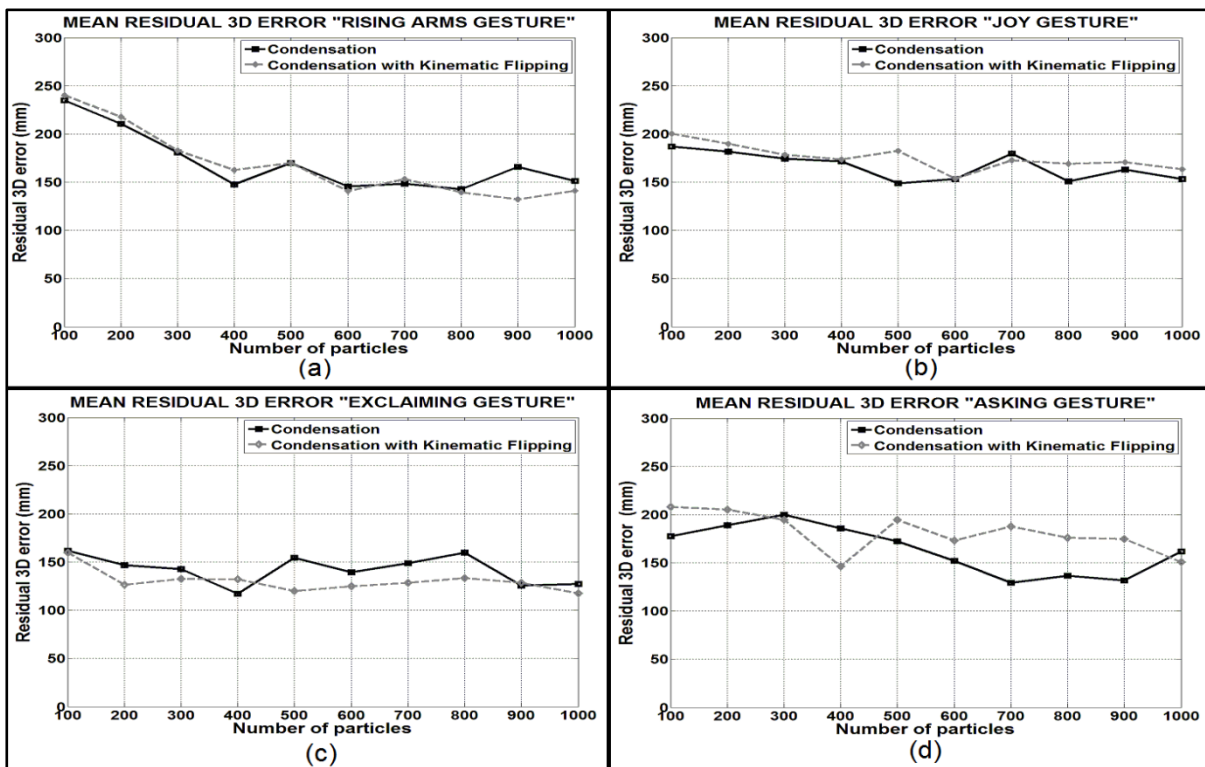 MEAN RESIDUAL 3D ERROR "RISING ARMS GESTURE"
Condensation
Condensation with Kinematic Flipping
Residual 3D error (mm)
300
250
200
150
100
50
0
100 200 300 400 500 600 700 800 900 1000
Number of particles
(a)
MEAN RESIDUAL 3D ERROR "JOY GESTURE"
Condensation
Condensation with Kinematic Flipping
Residual 3D error (mm)
300
250
200
150
100
50
0
100 200 300 400 500 600 700 800 900 1000
Number of particles
(b)
MEAN RESIDUAL 3D ERROR "EXCLAIMING GESTURE"
Condensation
Condensation with Kinematic Flipping
Residual 3D error (mm)
300
250
200
150
100
50
0
100 200 300 400 500 600 700 800 900 1000
Number of particles
(c)
MEAN RESIDUAL 3D ERROR "ASKING GESTURE"
Condensation
Condensation with Kinematic Flipping
Residual 3D error (mm)
300
250
200
150
100
50
0
100 200 300 400 500 600 700 800 900 1000
Number of particles
(d)